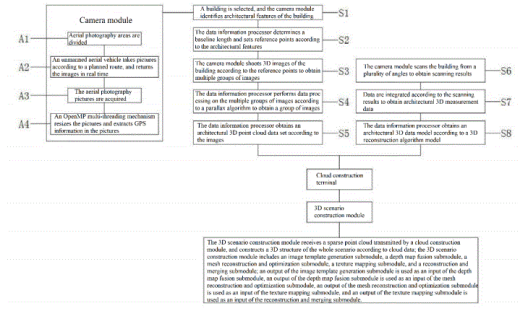 Camera module
A1
Aerial photography areas are
divided
A2
An unmanned aerial vehicle takes pictures
according to a planned route, and returns
the images in real time
A3
The aerial photography
pictures are acquired
A4
An OpenMP multi-threading mechanism
resizes the pictures and extracts GPS
information in the pictures
A building is selected, and the camera module
identifies architectural features of the building
S1
The data information processor determines a
baseline length and sets reference points according
to the architectural features
S2
The camera module shoots 3D images of the
building according to the reference points to obtain
multiple groups of images
S3
The data information processor performs data proc
essing on the multiple groups of images according
to a parallax algorithm to obtain
S4
The data information processor obtains an
architectural 3D point cloud data set according to
the images
S5
The camera module scans the building from a
plurality of angles to obtain scanning results
S6
Data are integrated according to the scanning
results to obtain architectural 3D measurement
data
S7
The data information processor obtains an
architectural 3D data model according to a 3D
reconstruction algorithm model
S8
Cloud construction
terminal
3D scenario
construction module
The 3D scenario construction module receives a sparse point cloud transmitted by a cloud construction
module, and constructs a 3D structure of the whole scenario according to cloud data; the 3D scenario
construction module includes an image template generation submodule, a depth map fusion submodule, a
mesh reconstruction and optimization submodule, a texture mapping submodule, and a reconstruction and
merging submodule, an output of the image template generation submodule is used as an input of the depth
map fusion submodule, an output of the depth map fusion submodule is used as an input of the mesh
reconstruction and optimization submodule, an output of the mesh reconstruction and optimization submodule
is used as an input of the texture mapping submodule, and an output of the texture mapping submodule is
used as an input of the reconstruction and merging submodule.